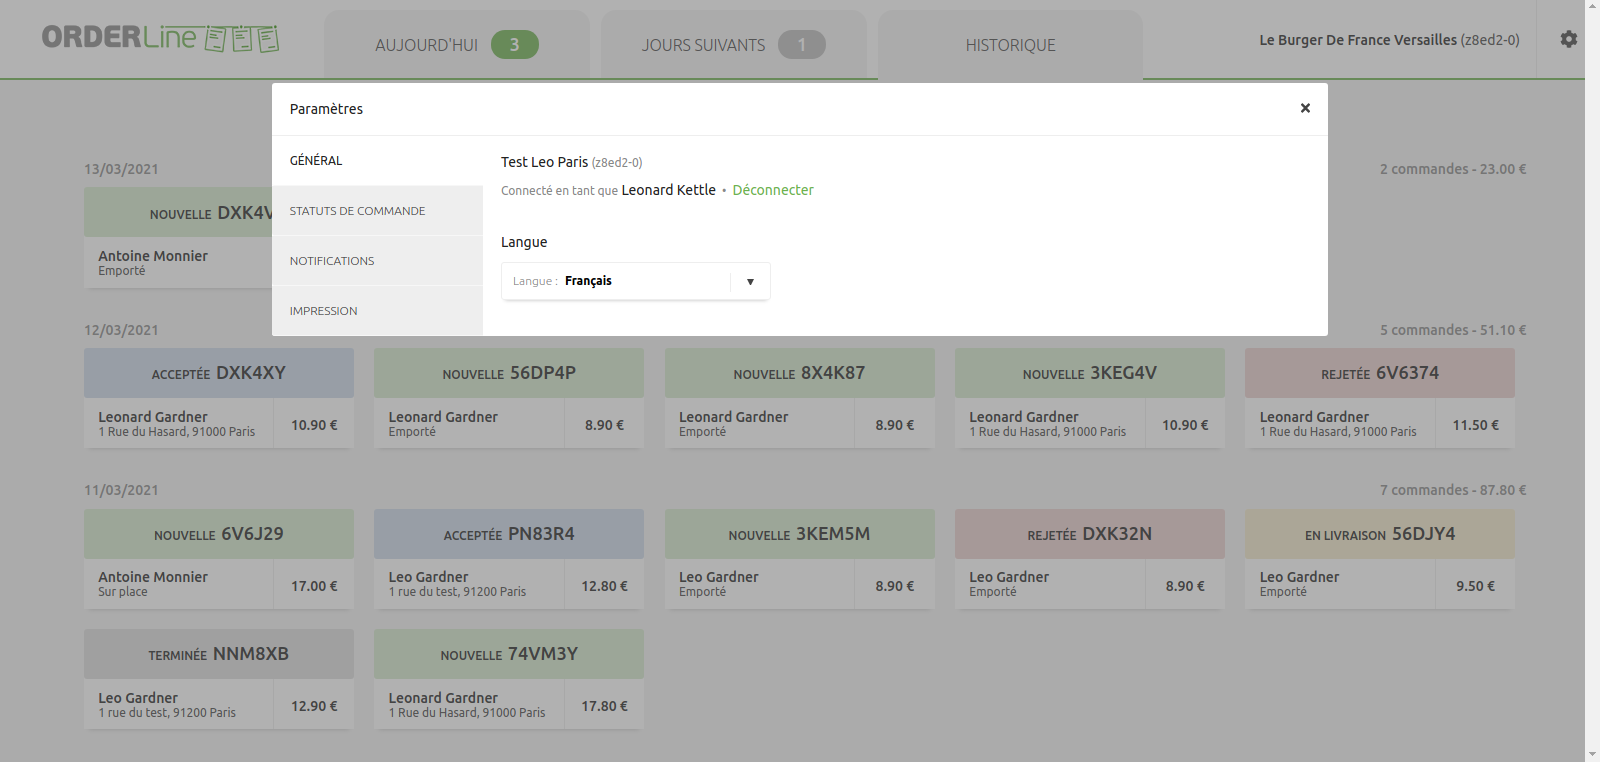 ORDERLine
AUJOURD'HUI 3
JOURS SUIVANTS 1
HISTORIQUE
Le Burger De France Versailles (z8ed2-0)
Paramètres
GÉNÉRAL
STATUTS DE COMMANDE
NOTIFICATIONS
IMPRESSION
Test Leo Paris (z8ed2-0)
Connecté en tant que Leonard Kettle • Déconnecter
Langue
Langue : Français
13/03/2021
2 commandes - 23.00 €
NOUVELLE DXK4V
Antoine Monnier
Emporté
12/03/2021
5 commandes - 51.10 €
ACCEPTÉE DXK4XY
Leonard Gardner
1 Rue du Hasard, 91000 Paris
10.90 €
NOUVELLE 56DP4P
Leonard Gardner
Emporté
8.90 €
NOUVELLE 8X4K87
Leonard Gardner
Emporté
8.90 €
NOUVELLE 3KEG4V
Leonard Gardner
1 Rue du Hasard, 91000 Paris
10.90 €
REJETÉE 6V6374
Leonard Gardner
1 Rue du Hasard, 91000 Paris
11.50 €
11/03/2021
7 commandes - 87.80 €
NOUVELLE 6V6J29
Antoine Monnier
Sur place
17.00 €
ACCEPTÉE PN83R4
Leo Gardner
1 rue du test, 91200 Paris
12.80 €
NOUVELLE 3KEM5M
Leo Gardner
Emporté
8.90 €
REJETÉE DXK32N
Leo Gardner
Emporté
8.90 €
EN LIVRAISON 56DJY4
Leo Gardner
Emporté
9.50 €
TERMINÉE NNM8XB
Leo Gardner
1 rue du test, 91200 Paris
12.90 €
NOUVELLE 74VM3Y
Leonard Gardner
1 Rue du Hasard, 91000 Paris
17.80 €